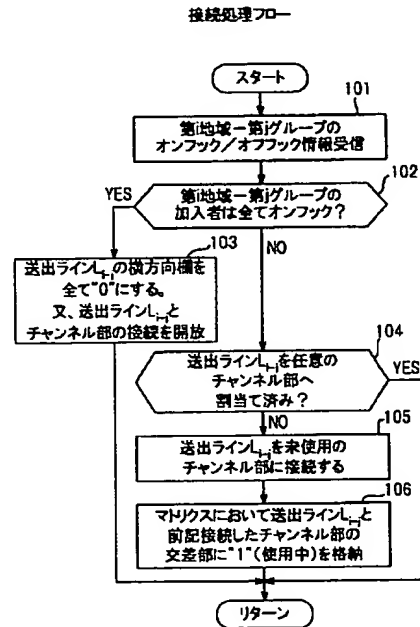 接続処理フロー
スタート
101
第i地域－第jグループの
オンフック／オフフック情報受信
102
第i地域－第jグループの
加入者は全てオンフック？
YES
NO
103
送出ラインLi-jの横方向欄を
全て"0"にする。
又、送出ラインLi-jと
チャンネル部の接続を開放
104
送出ラインLi-jを任意の
チャンネル部へ
割当て済み？
YES
NO
105
送出ラインLi-jを未使用の
チャンネル部に接続する
106
マトリクスにおいて送出ラインLi-jと
前記接続したチャンネル部の
交差部に"1"(使用中)を格納
リターン